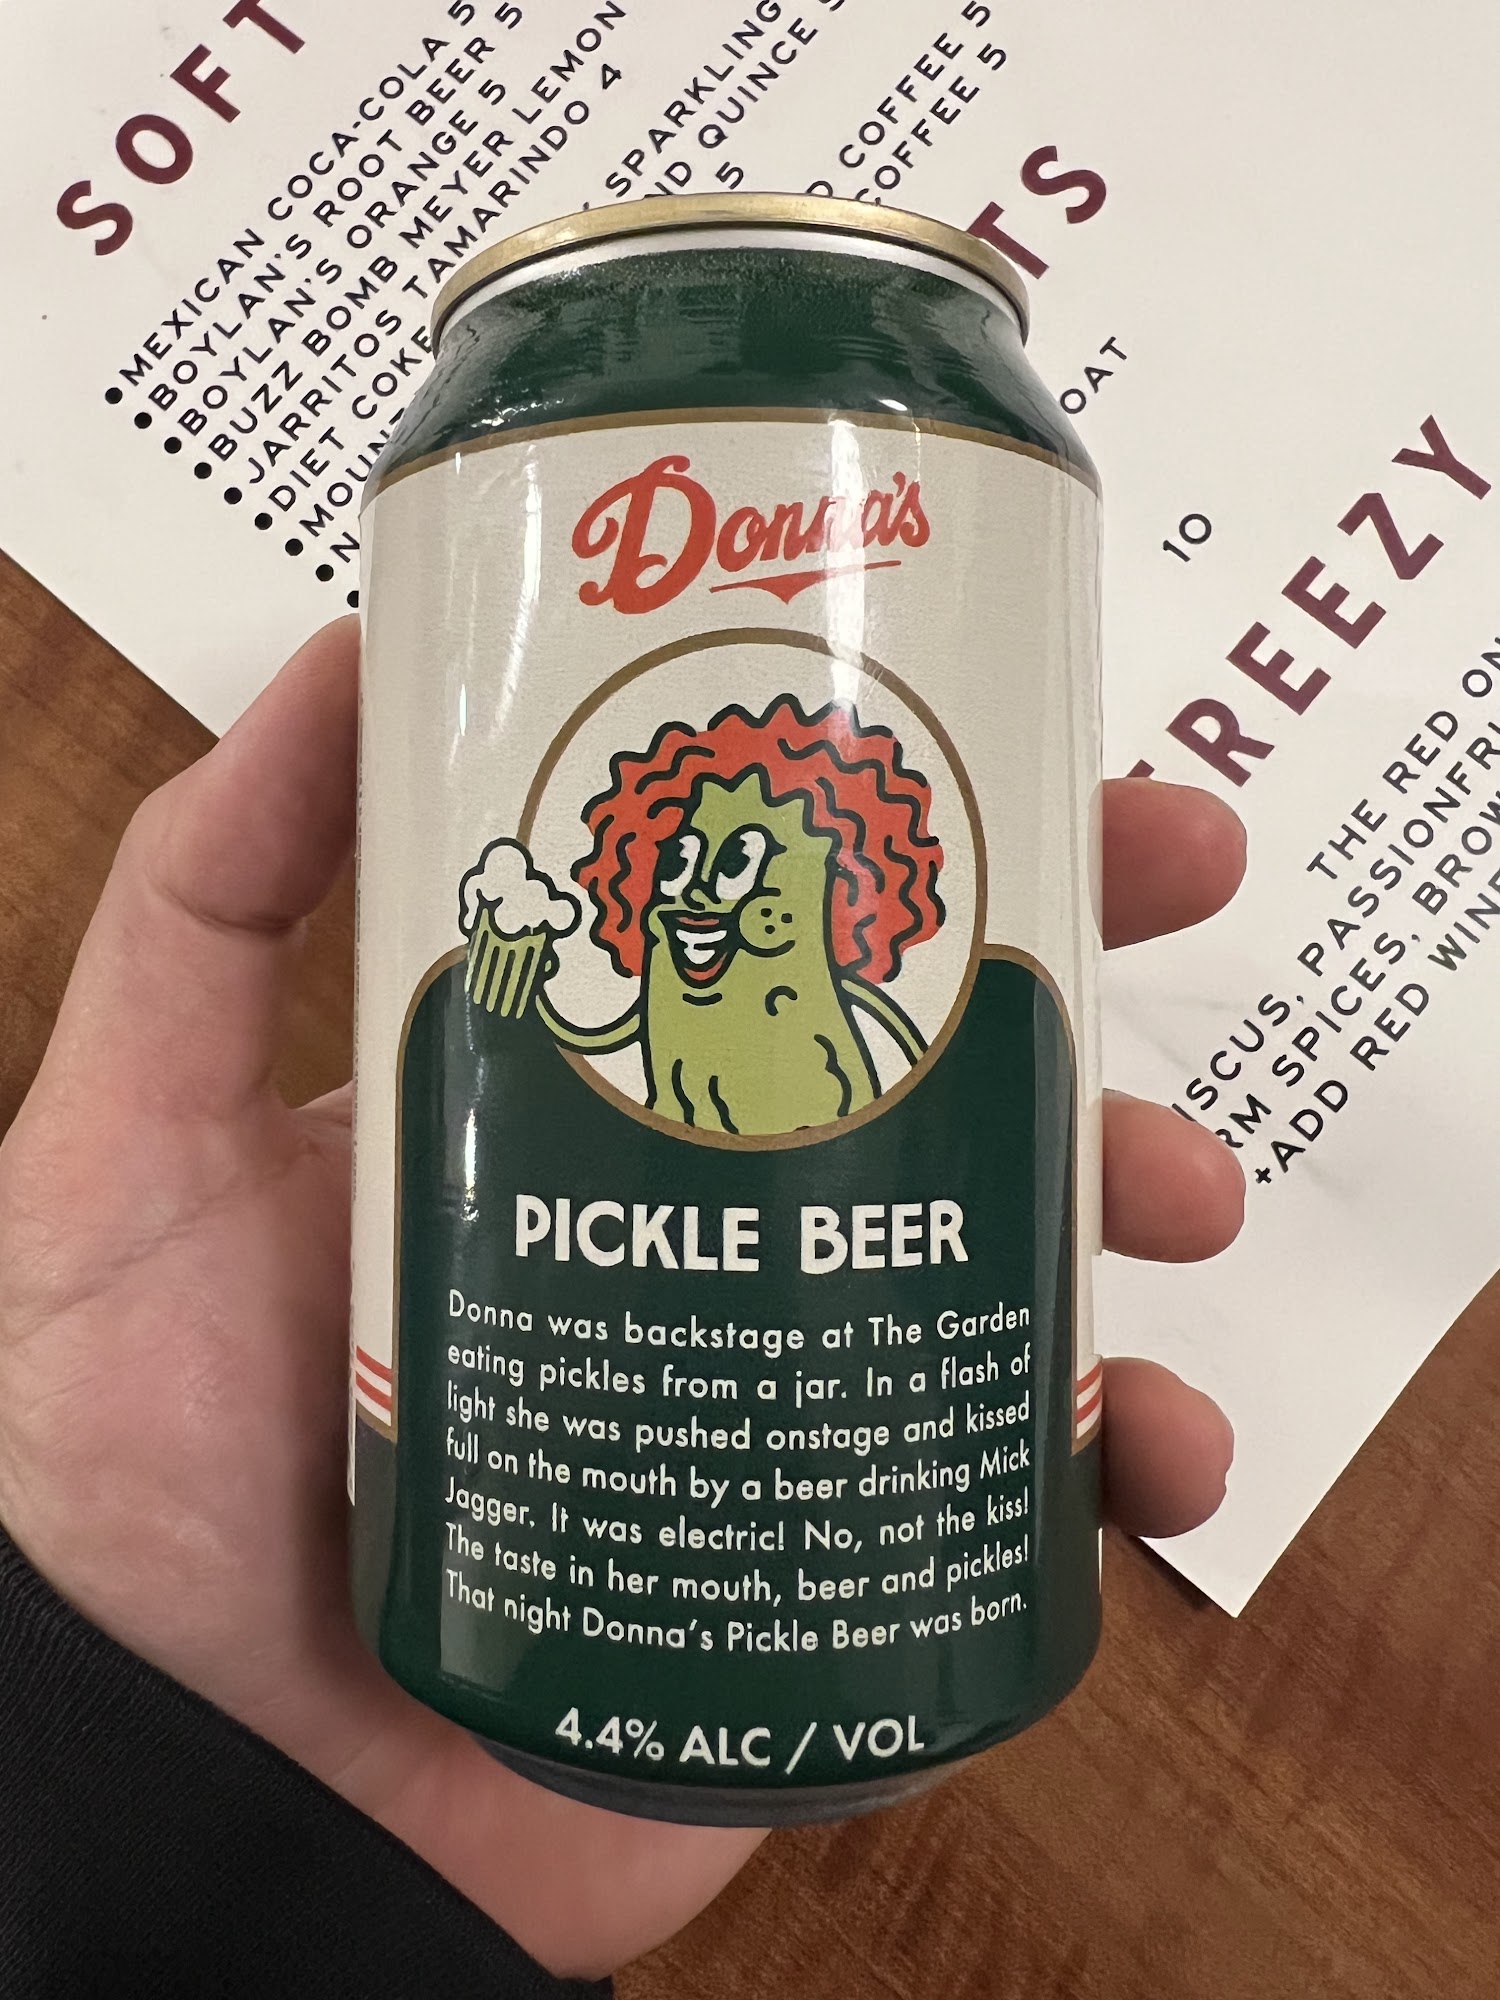 SOFT
•MEXICAN COCA-COLA 5
•BOYLAN'S ROOT BEER 5
•BOYLAN'S ORANGE 5
•BUZZ BOMB MEYER LEMON
•JARRITOS TAMARINDO 4
•DIET COKE
SPARKLING
QUINCE
5
COFFEE 5
COFFEE 5
TS
OAT
10
REEZY
THE RED
SPICES,
+ADD RED
Donna's
PICKLE BEER
Donna was backstage at The Garden
eating pickles from a jar. In a flash of
light she was pushed onstage and kissed
full on the mouth by a beer drinking Mick
Jagger. It was electric! No, not the kiss!
The taste in her mouth, beer and pickles!
That night Donna's Pickle Beer was born.
4.4% ALC / VOL